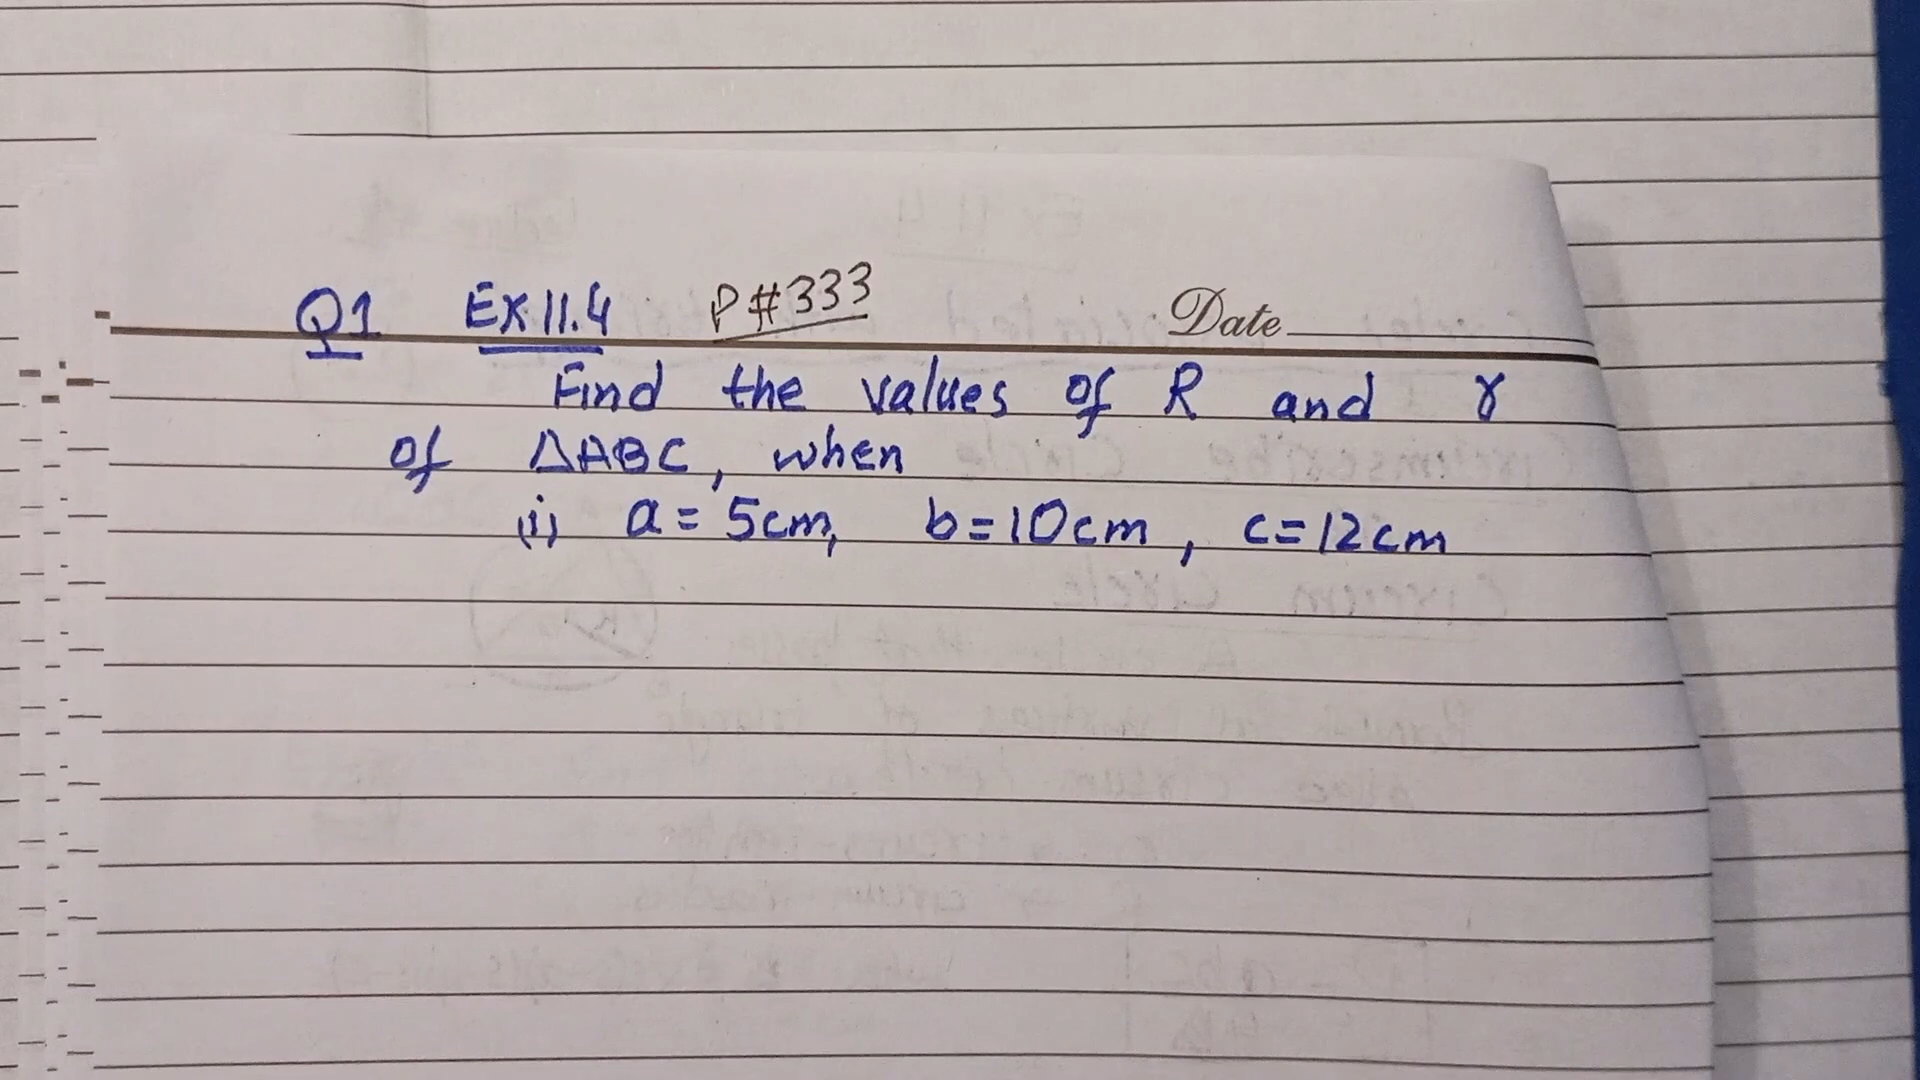 Q1 Ex 11.4 P#333 Date
Find the values of R and r
of ΔABC, when
(i) a = 5cm, b = 10cm, c = 12cm